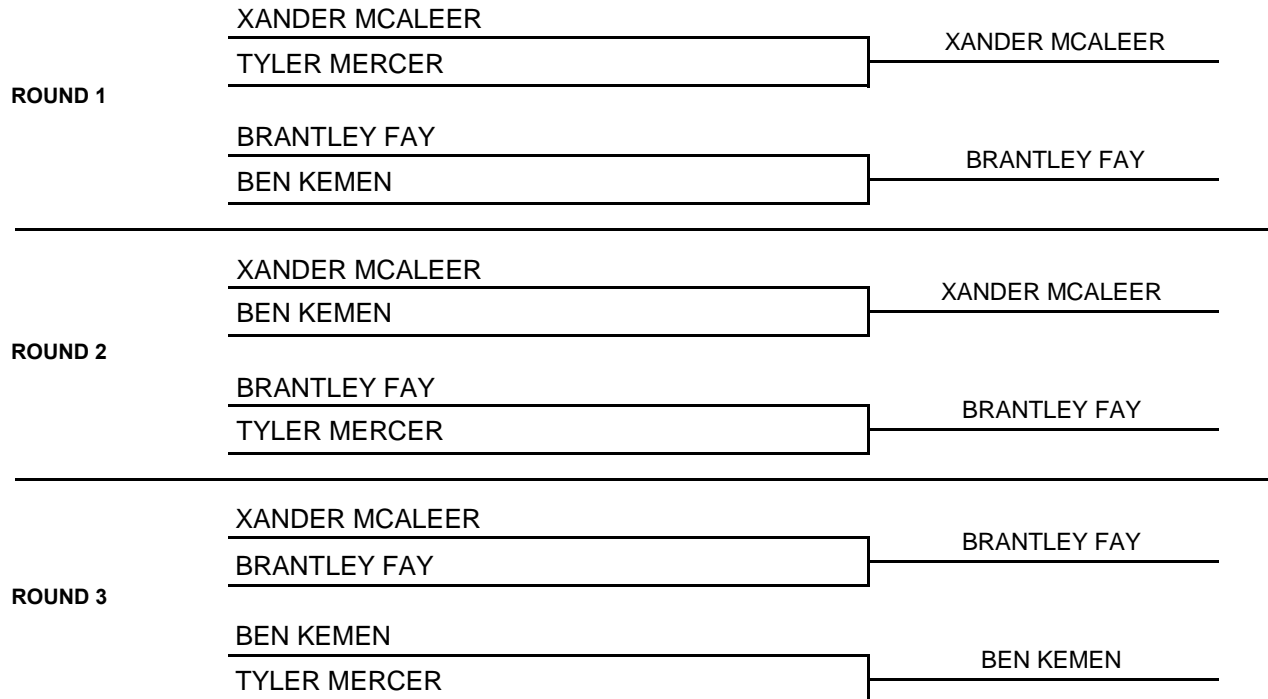 XANDER MCALEER
XANDER MCALEER
TYLER MERCER
ROUND 1
BRANTLEY FAY
BRANTLEY FAY
BEN KEMEN
XANDER MCALEER
XANDER MCALEER
BEN KEMEN
ROUND 2
BRANTLEY FAY
BRANTLEY FAY
TYLER MERCER
XANDER MCALEER
BRANTLEY FAY
BRANTLEY FAY
ROUND 3
BEN KEMEN
BEN KEMEN
TYLER MERCER